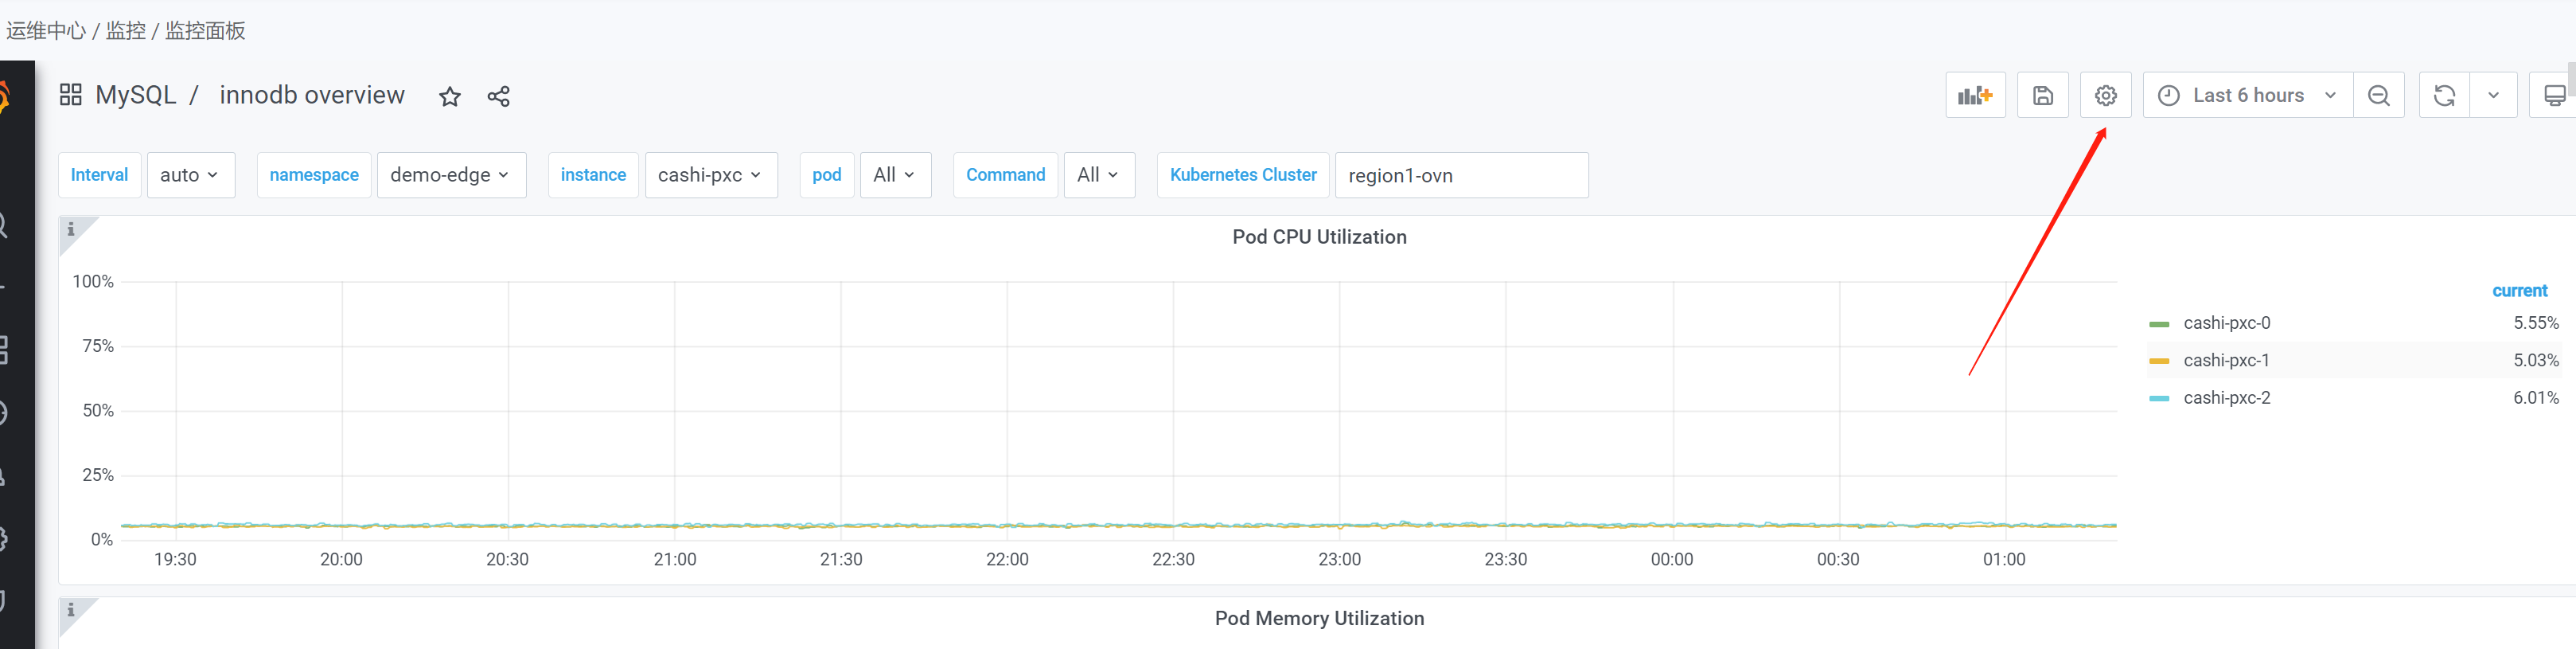 运维中心 / 监控 / 监控面板
MySQL / innodb overview
Last 6 hours
Interval auto namespace demo-edge instance cashi-pxc pod All Command All Kubernetes Cluster region1-ovn
i
Pod CPU Utilization
100%
75%
50%
25%
0%
19:30 20:00 20:30 21:00 21:30 22:00 22:30 23:00 23:30 00:00 00:30 01:00
current
cashi-pxc-0 5.55%
cashi-pxc-1 5.03%
cashi-pxc-2 6.01%
i
Pod Memory Utilization